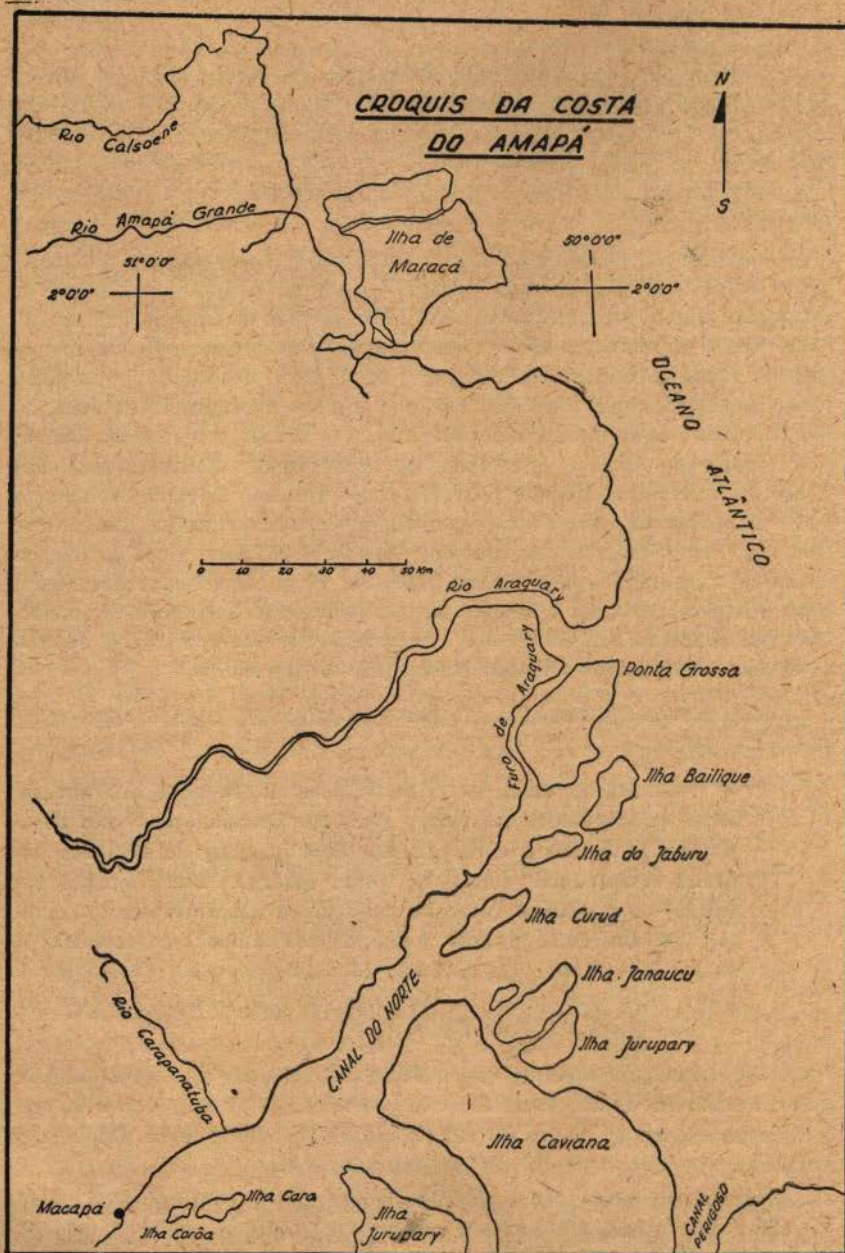 CROQUIS DA COSTA
DO AMAPÁ
N
S
Rio Calsoene
Rio Amapá Grande
Ilha de
Maracá
51°0'0"
2°0'0"
50°0'0"
2°0'0"
OCEANO
ATLÂNTICO
0 10 20 30 40 50 Km
Rio Araquary
Furo de Araquary
Ponta Grossa
Ilha Bailique
Ilha do Jaburu
Ilha Curuá
Ilha Janaucu
Ilha Jurupary
CANAL DO NORTE
Rio Carapanatuba
Ilha Caviana
Macapá
Ilha Cara
Ilha Corôa
Ilha
Jurupary
CANAL
PERIGOSO